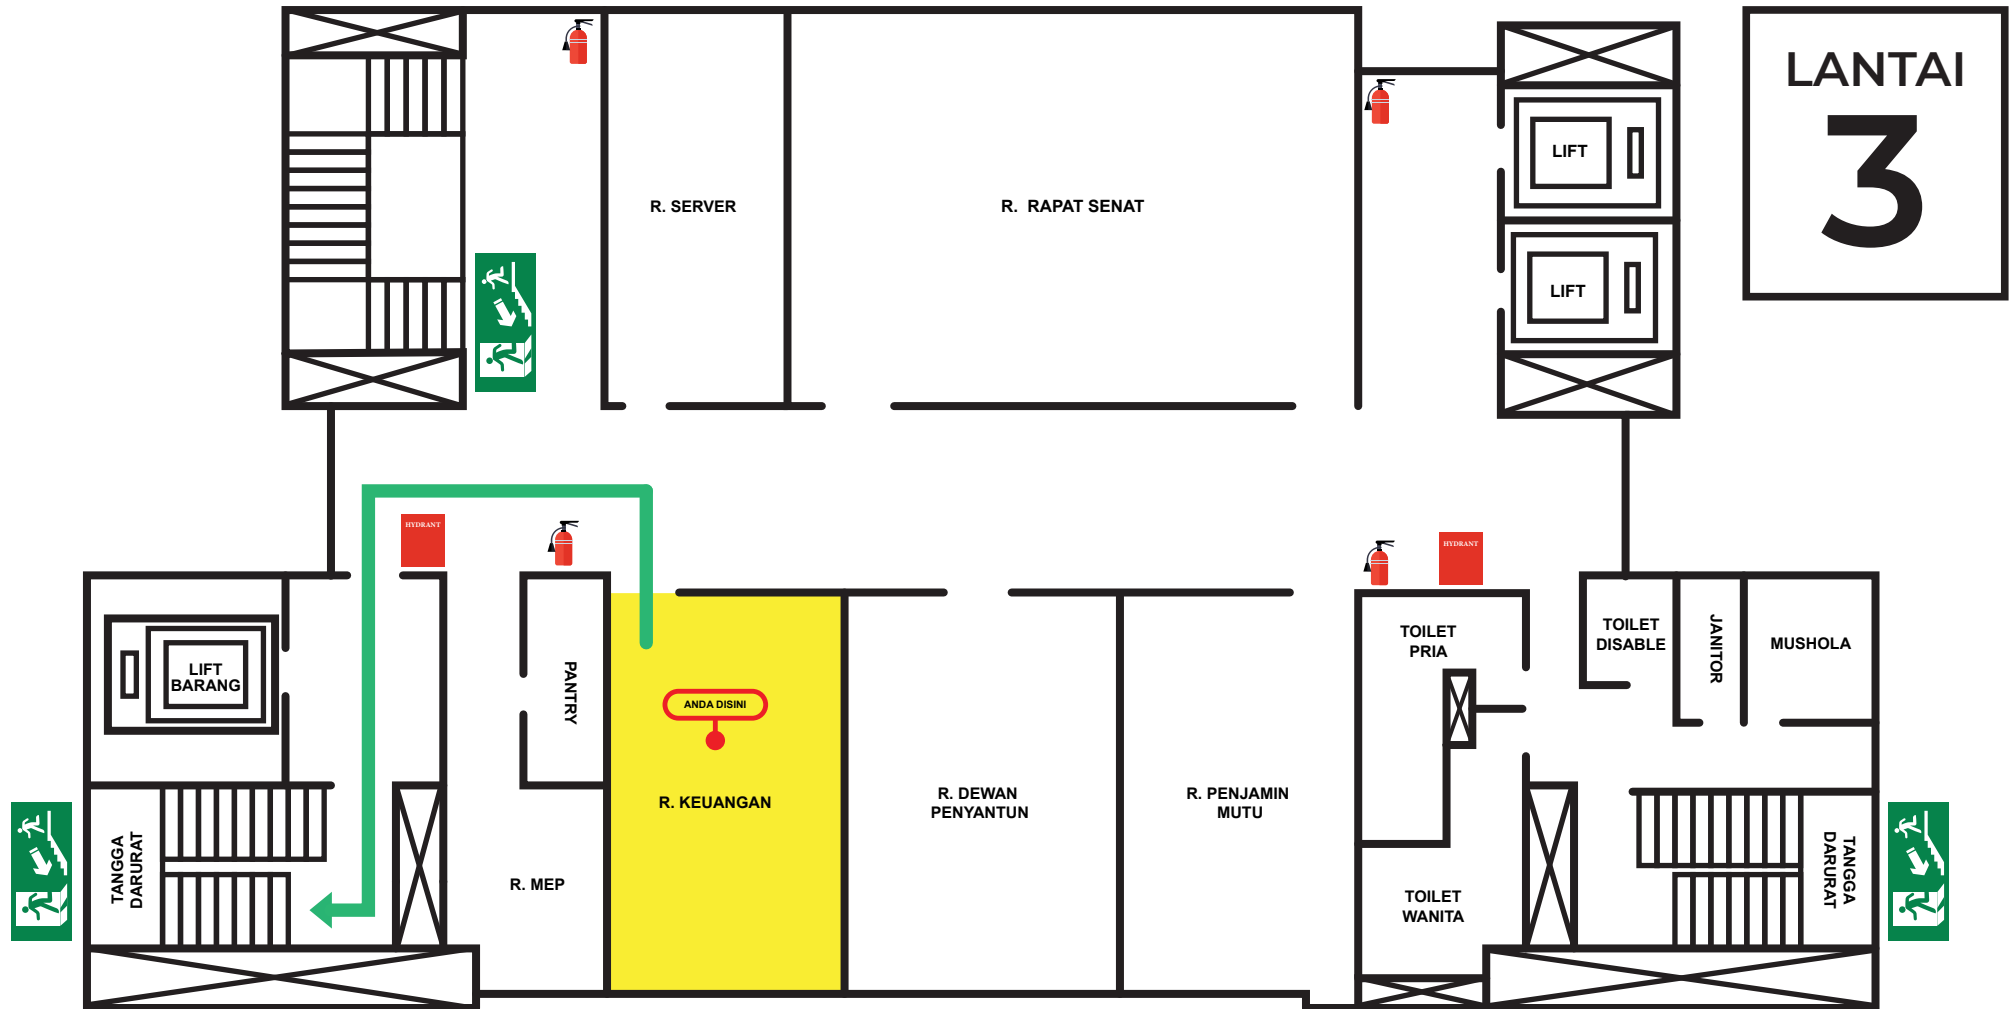 LANTAI
3
LIFT
R. SERVER
R. RAPAT SENAT
LIFT
HYDRANT
HYDRANT
TOILET
PRIA
TOILET
DISABLE
JANITOR
MUSHOLA
LIFT
BARANG
PANTRY
ANDA DISINI
R. KEUANGAN
R. DEWAN
PENYANTUN
R. PENJAMIN
MUTU
TANGGA
DARURAT
TANGGA
DARURAT
R. MEP
TOILET
WANITA